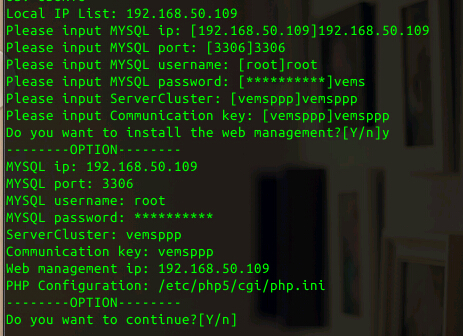 Local IP List: 192.168.50.109
Please input MYSQL ip: [192.168.50.109]192.168.50.109
Please input MYSQL port: [3306]3306
Please input MYSQL username: [root]root
Please input MYSQL password: [**********]vems
Please input ServerCluster: [vemsppp]vemsppp
Please input Communication key: [vemsppp]vemsppp
Do you want to install the web management?[Y/n]y
--------OPTION--------
MYSQL ip: 192.168.50.109
MYSQL port: 3306
MYSQL username: root
MYSQL password: **********
ServerCluster: vemsppp
Communication key: vemsppp
Web management ip: 192.168.50.109
PHP Configuration: /etc/php5/cgi/php.ini
--------OPTION--------
Do you want to continue?[Y/n]